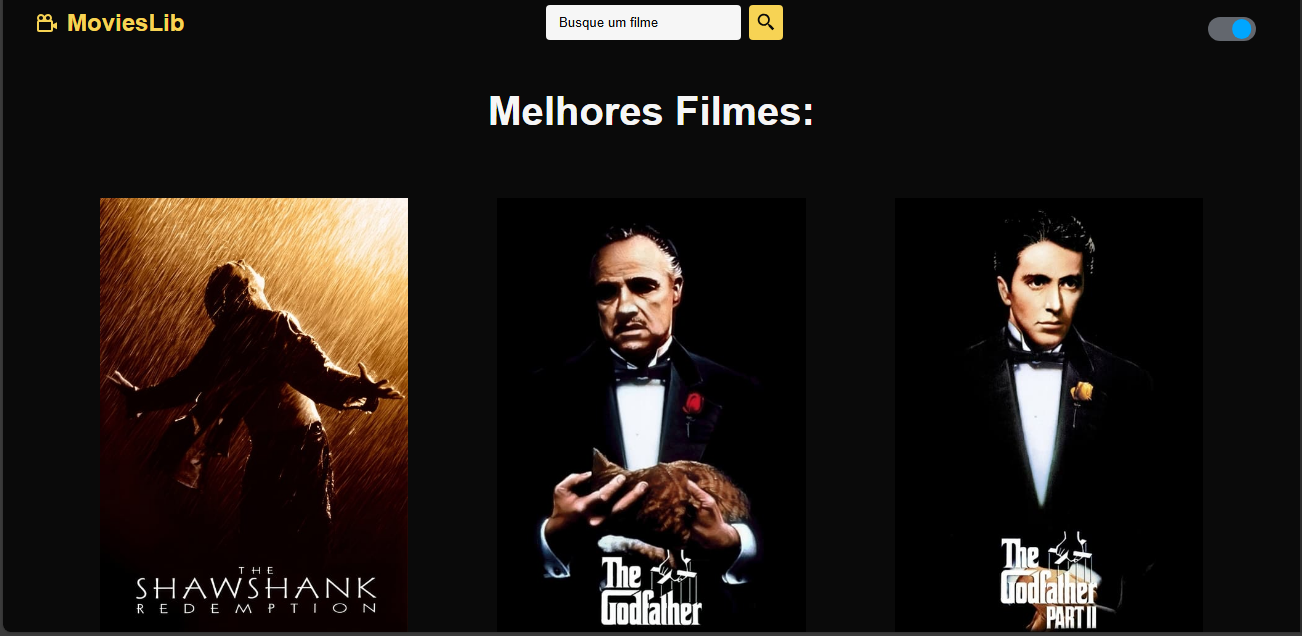 MoviesLib
Busque um filme
Melhores Filmes:
THE
SHAWSHANK
REDEMPTION
The
Godfather
The
Godfather
PART II